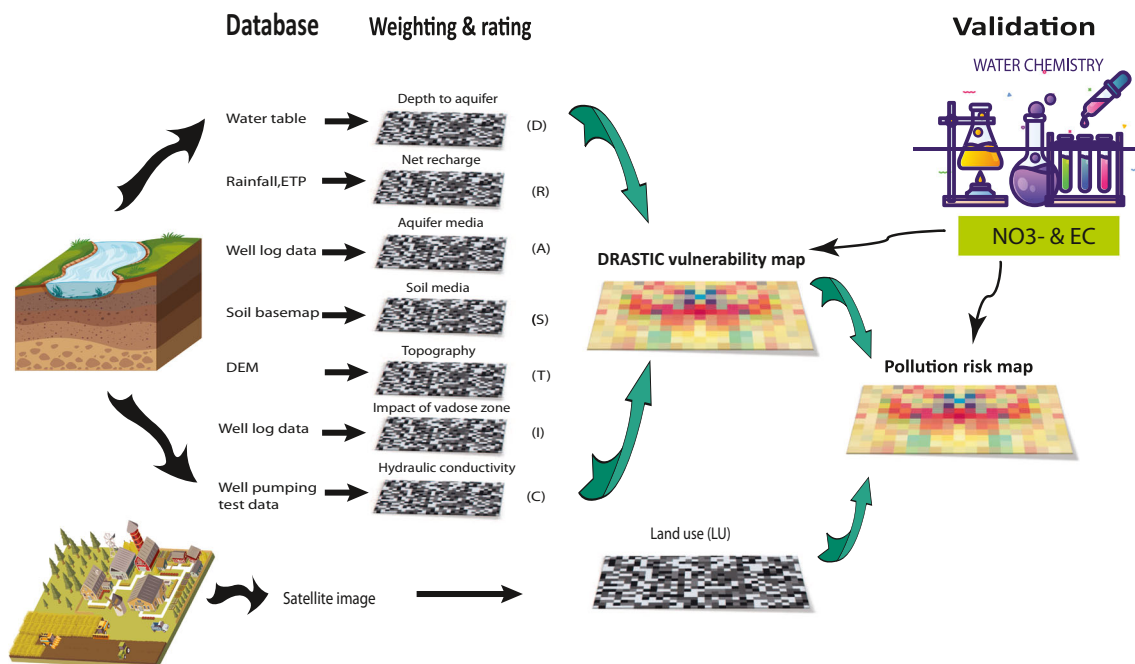 Database
Weighting & rating
Validation
WATER CHEMISTRY
Depth to aquifer
Water table
(D)
Net recharge
Rainfall,ETP
(R)
Aquifer media
Well log data
(A)
NO3- & EC
DRASTIC vulnerability map
Soil media
Soil basemap
(S)
Topography
DEM
(T)
Pollution risk map
Impact of vadose zone
Well log data
(I)
Hydraulic conductivity
Well pumping
test data
(C)
Land use (LU)
Satellite image